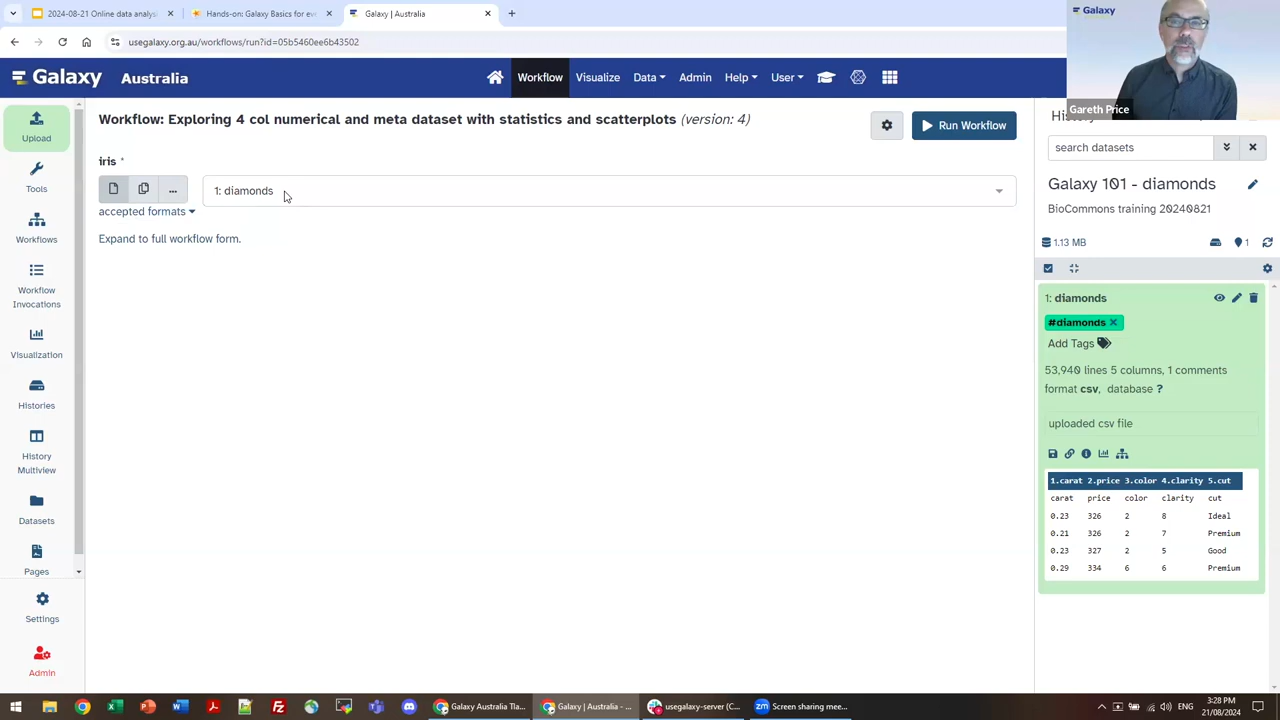 2024-08-21 Online data analysis
Hands-on: Galaxy Basics for eve
Galaxy | Australia
usegalaxy.org.au/workflows/run?id=05b5460ee6b43502
Galaxy
Gareth Price
Galaxy Australia
Workflow
Visualize
Data
Admin
Help
User
Upload
Tools
Workflows
Workflow
Invocations
Visualization
Histories
History
Multiview
Datasets
Pages
Settings
Admin
Workflow: Exploring 4 col numerical and meta dataset with statistics and scatterplots (version: 4)
Run Workflow
iris *
...
1: diamonds
accepted formats
Expand to full workflow form.
search datasets
Galaxy 101 - diamonds
BioCommons training 20240821
1.13 MB
1
1: diamonds
#diamonds
Add Tags
53,940 lines 5 columns, 1 comments
format csv, database ?
uploaded csv file
1.carat 2.price 3.color 4.clarity 5.cut
carat price color clarity cut
0.23 326 2 8 Ideal
0.21 326 2 7 Premium
0.23 327 2 5 Good
0.29 334 6 6 Premium
Galaxy Australia Tla...
Galaxy | Australia - ...
usegalaxy-server (C...
Screen sharing mee...
ENG
3:28 PM
21/08/2024